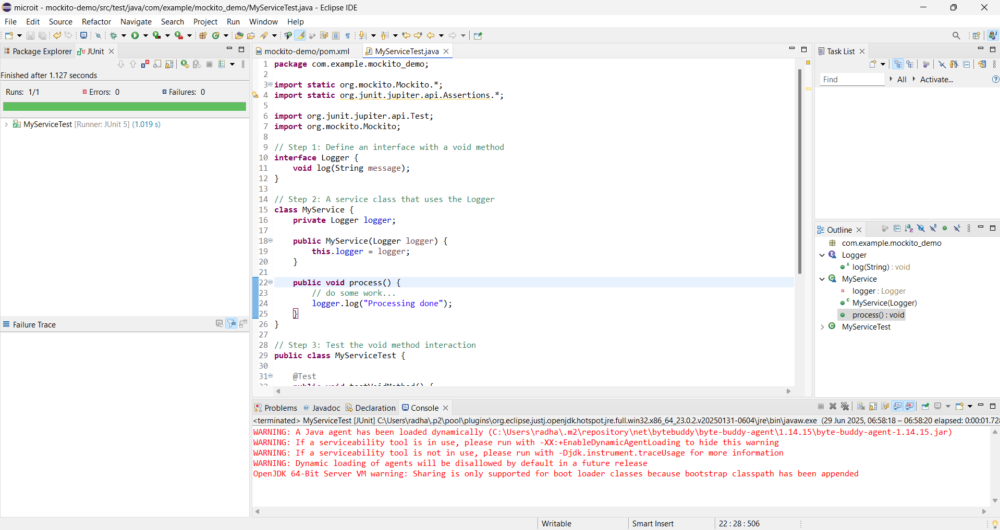 microit - mockito-demo/src/test/java/com/example/mockito_demo/MyServiceTest.java - Eclipse IDE
File Edit Source Refactor Navigate Search Project Run Window Help
Package Explorer JUnit
Finished after 1.127 seconds
Runs: 1/1 Errors: 0 Failures: 0
MyServiceTest [Runner: JUnit 5] (1.019 s)
Failure Trace
mockito-demo/pom.xml MyServiceTest.java
1 package com.example.mockito_demo;
2
3 import static org.mockito.Mockito.*;
4 import static org.junit.jupiter.api.Assertions.*;
5
6 import org.junit.jupiter.api.Test;
7 import org.mockito.Mockito;
8
9 // Step 1: Define an interface with a void method
10 interface Logger {
11 void log(String message);
12 }
13
14 // Step 2: A service class that uses the Logger
15 class MyService {
16 private Logger logger;
17
18 public MyService(Logger logger) {
19 this.logger = logger;
20 }
21
22 public void process() {
23 // do some work...
24 logger.log("Processing done");
25 }
26 }
27
28 // Step 3: Test the void method interaction
29 public class MyServiceTest {
30
31 @Test
32 public void testVoidMethod() {
Task List
Find All Activate...
Outline
com.example.mockito_demo
Logger
log(String) : void
MyService
logger : Logger
MyService(Logger)
process() : void
MyServiceTest
Problems Javadoc Declaration Console
<terminated> MyServiceTest [JUnit] C:\Users\radha\.p2\pool\plugins\org.eclipse.justj.openjdk.hotspot.jre.full.win32.x86_64_23.0.2.v20250131-0604\jre\bin\javaw.exe (29 Jun 2025, 06:58:18 – 06:58:20 elapsed: 0:00:01.728
WARNING: A Java agent has been loaded dynamically (C:\Users\radha\.m2\repository\net\bytebuddy\byte-buddy-agent\1.14.15\byte-buddy-agent-1.14.15.jar)
WARNING: If a serviceability tool is in use, please run with -XX:+EnableDynamicAgentLoading to hide this warning
WARNING: If a serviceability tool is not in use, please run with -Djdk.instrument.traceUsage for more information
WARNING: Dynamic loading of agents will be disallowed by default in a future release
OpenJDK 64-Bit Server VM warning: Sharing is only supported for boot loader classes because bootstrap classpath has been appended
Writable Smart Insert 22 : 28 : 506